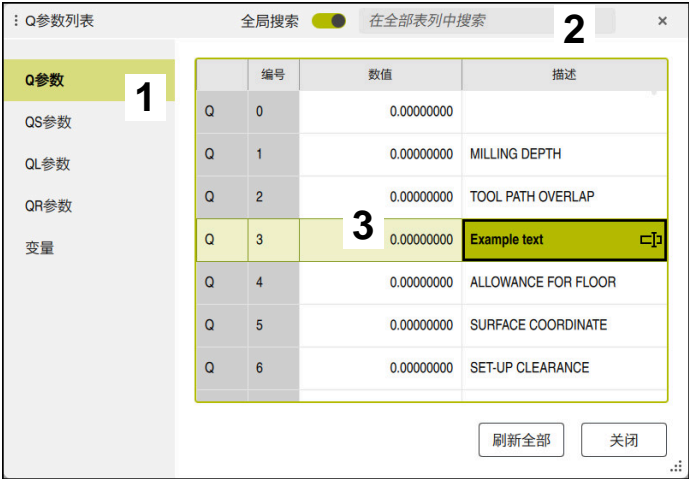 Q参数列表 全局搜索 在全部表列中搜索 2 ×
Q参数 1
QS参数
QL参数
QR参数
变量
编号 数值 描述
Q 0 0.00000000
Q 1 0.00000000 MILLING DEPTH
Q 2 0.00000000 TOOL PATH OVERLAP
Q 3 3 0.00000000 Example text
Q 4 0.00000000 ALLOWANCE FOR FLOOR
Q 5 0.00000000 SURFACE COORDINATE
Q 6 0.00000000 SET-UP CLEARANCE
刷新全部 关闭